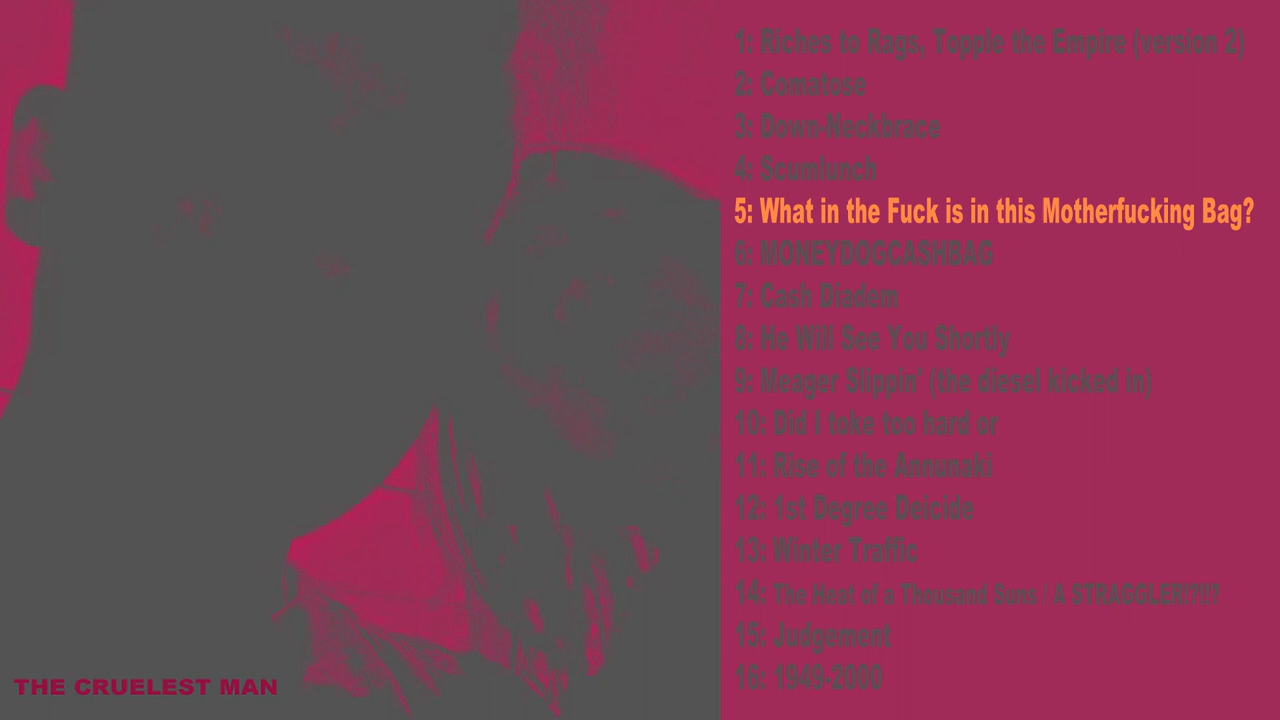 1: Riches to Rags, Topple the Empire (version 2)
2: Comatose
3: Down-Neckbrace
4: Scumlunch
5: What in the Fuck is in this Motherfucking Bag?
6: MONEYDOGCASHBAG
7: Cash Diadem
8: He Will See You Shortly
9: Meager Slippin' (the diesel kicked in)
10: Did I toke too hard or
11: Rise of the Annunaki
12: 1st Degree Deicide
13: Winter Traffic
14: The Heat of a Thousand Suns / A STRAGGLER!?!!?
15: Judgement
16: 1949-2000
THE CRUELEST MAN